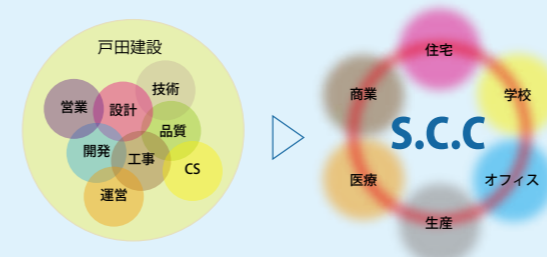 戸田建設
技術
営業
設計
品質
開発
工事
CS
運営
住宅
商業
学校
S.C.C
医療
オフィス
生産